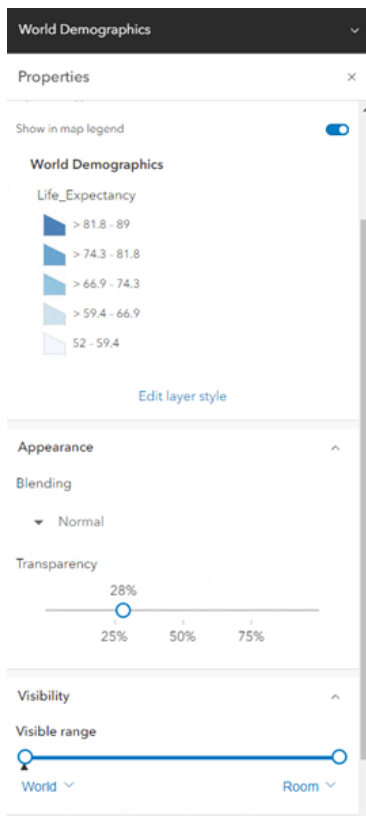 World Demographics
Properties
Show in map legend
World Demographics
Life_Expectancy
> 81.8 - 89
> 74.3 - 81.8
> 66.9 - 74.3
> 59.4 - 66.9
52 - 59.4
Edit layer style
Appearance
Blending
Normal
Transparency
28%
25% 50% 75%
Visibility
Visible range
World Room